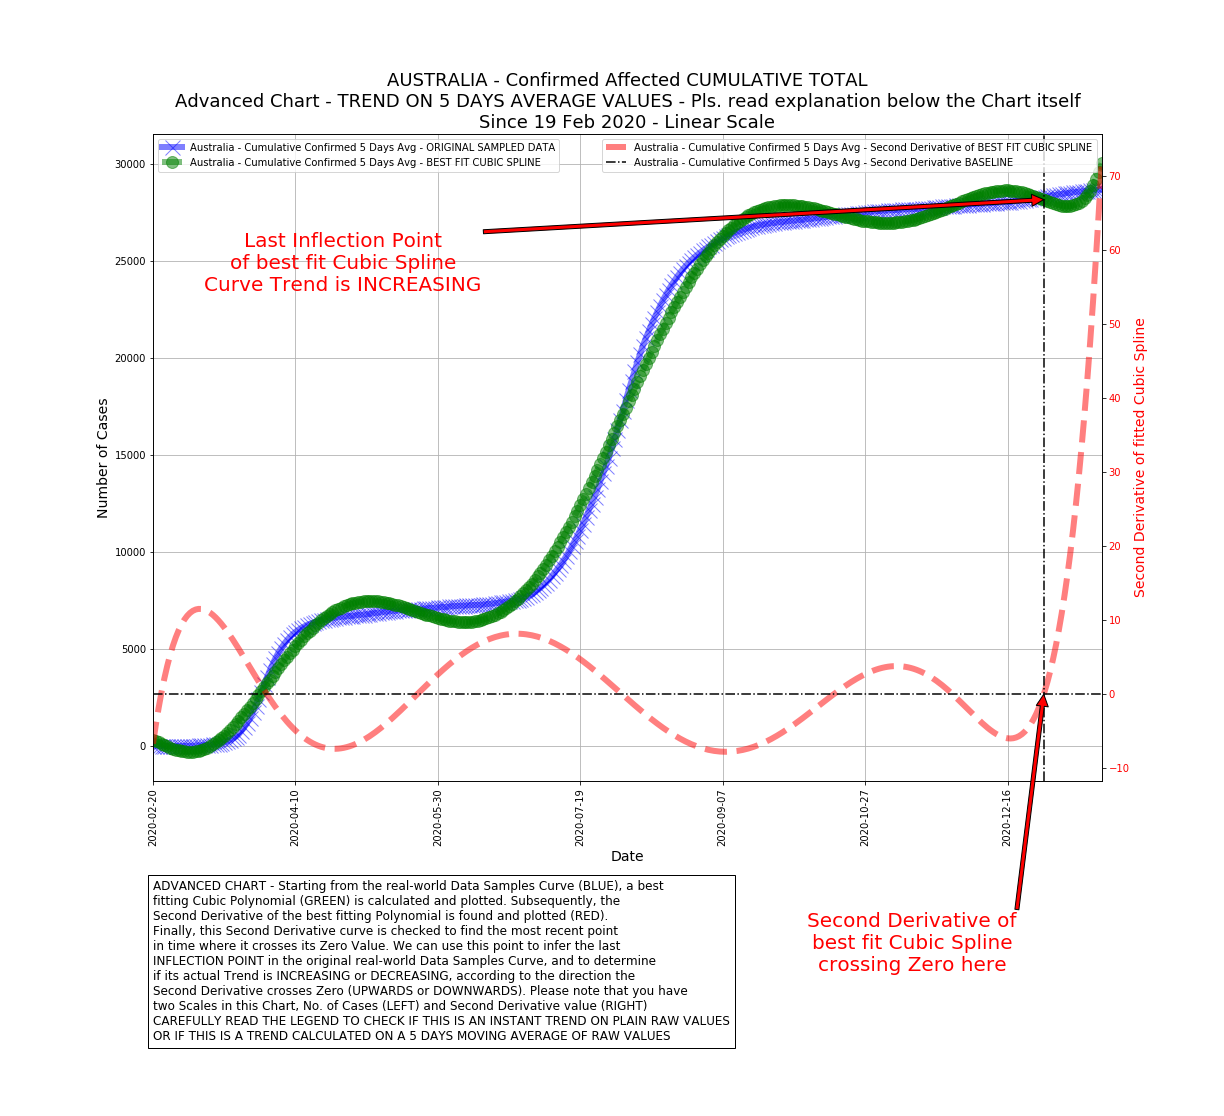 AUSTRALIA - Confirmed Affected CUMULATIVE TOTAL
Advanced Chart - TREND ON 5 DAYS AVERAGE VALUES - Pls. read explanation below the Chart itself
Since 19 Feb 2020 - Linear Scale
Australia - Cumulative Confirmed 5 Days Avg - ORIGINAL SAMPLED DATA
Australia - Cumulative Confirmed 5 Days Avg - BEST FIT CUBIC SPLINE
Australia - Cumulative Confirmed 5 Days Avg - Second Derivative of BEST FIT CUBIC SPLINE
Australia - Cumulative Confirmed 5 Days Avg - Second Derivative BASELINE
Last Inflection Point
of best fit Cubic Spline
Curve Trend is INCREASING
Number of Cases
30000
25000
20000
15000
10000
5000
0
Second Derivative of fitted Cubic Spline
70
60
50
40
30
20
10
0
−10
2020-02-20
2020-04-10
2020-05-30
2020-07-19
2020-09-07
2020-10-27
2020-12-16
Date
ADVANCED CHART - Starting from the real-world Data Samples Curve (BLUE), a best
fitting Cubic Polynomial (GREEN) is calculated and plotted. Subsequently, the
Second Derivative of the best fitting Polynomial is found and plotted (RED).
Finally, this Second Derivative curve is checked to find the most recent point
in time where it crosses its Zero Value. We can use this point to infer the last
INFLECTION POINT in the original real-world Data Samples Curve, and to determine
if its actual Trend is INCREASING or DECREASING, according to the direction the
Second Derivative crosses Zero (UPWARDS or DOWNWARDS). Please note that you have
two Scales in this Chart, No. of Cases (LEFT) and Second Derivative value (RIGHT)
CAREFULLY READ THE LEGEND TO CHECK IF THIS IS AN INSTANT TREND ON PLAIN RAW VALUES
OR IF THIS IS A TREND CALCULATED ON A 5 DAYS MOVING AVERAGE OF RAW VALUES
Second Derivative of
best fit Cubic Spline
crossing Zero here